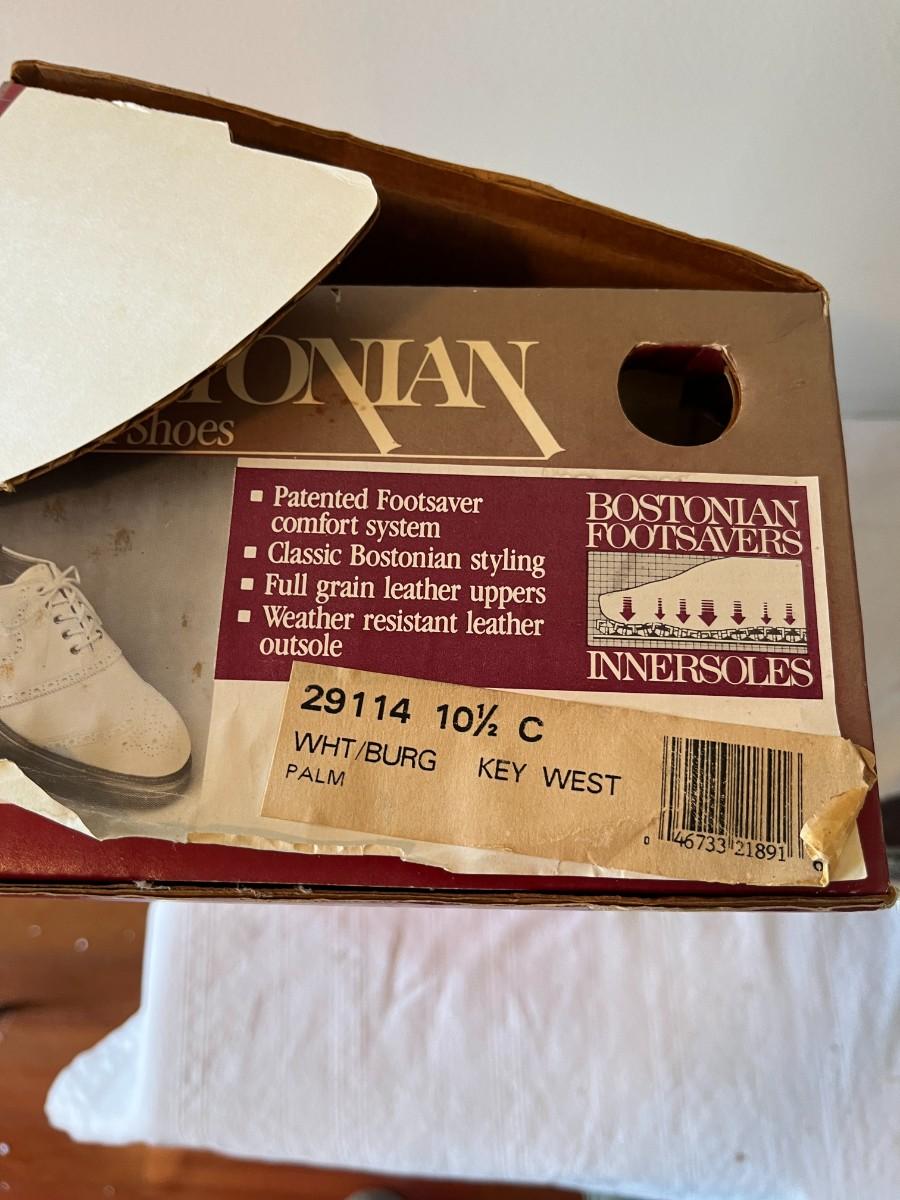 TONIAN
Shoes
Patented Footsaver
comfort system
Classic Bostonian styling
Full grain leather uppers
Weather resistant leather
outsole
BOSTONIAN
FOOTSAVERS
INNERSOLES
29114 10½ C
WHT/BURG KEY WEST
PALM
0 46733 21891 6